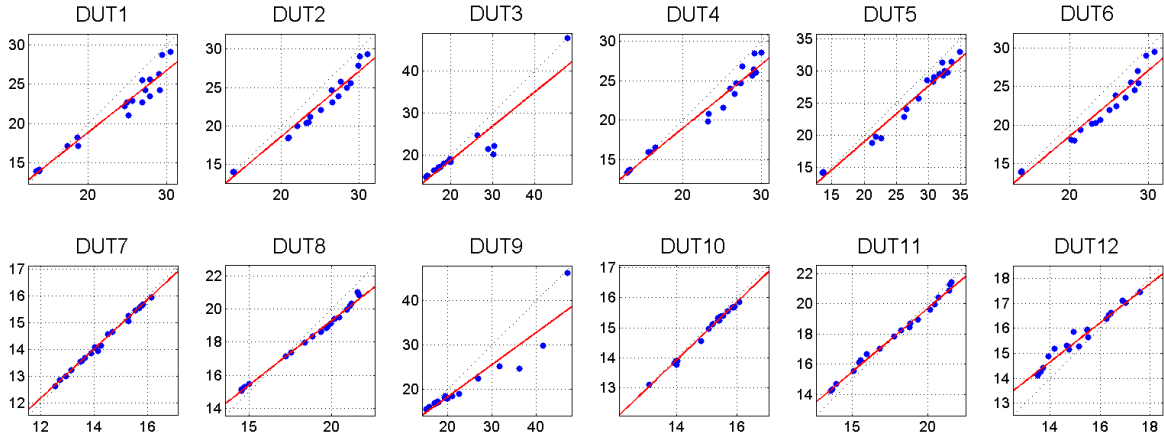 DUT1 DUT2 DUT3 DUT4 DUT5 DUT6
30 30 40 30 35 30
25 25 30 25 30 25
20 20 20 20 25 20
15 15 20 15
15
20 30 20 30 20 30 40 20 30 15 20 25 30 35 20 30
DUT7 DUT8 DUT9 DUT10 DUT11 DUT12
17 22 40 17 22 18
16 20 30 16 20 17
15 18 20 15 18 16
14 16 14 16 15
13 14 13 14 14
12 13
12 14 16 15 20 20 30 40 14 16 15 20 14 16 18